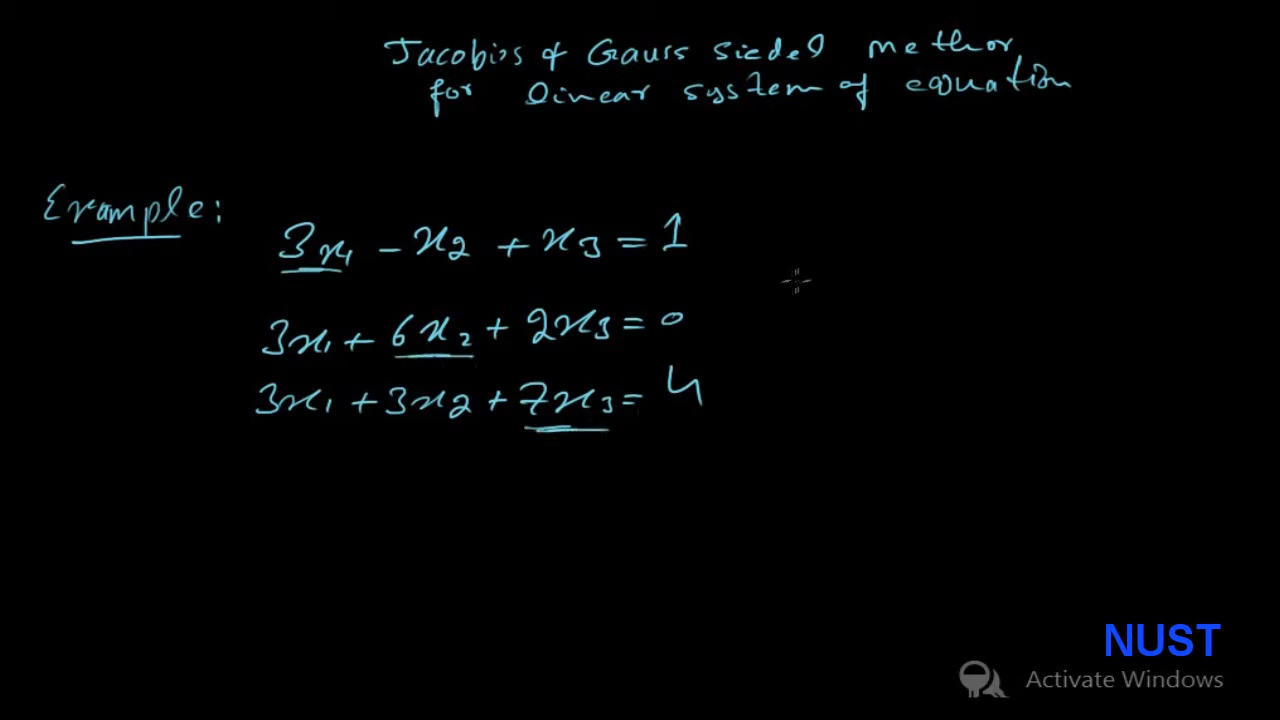 Jacobis & Gauss siedel method
for linear system of equation
Example:
3x₁ - x₂ + x₃ = 1
3x₁ + 6x₂ + 2x₃ = 0
3x₁ + 3x₂ + 7x₃ = 4
NUST
Activate Windows